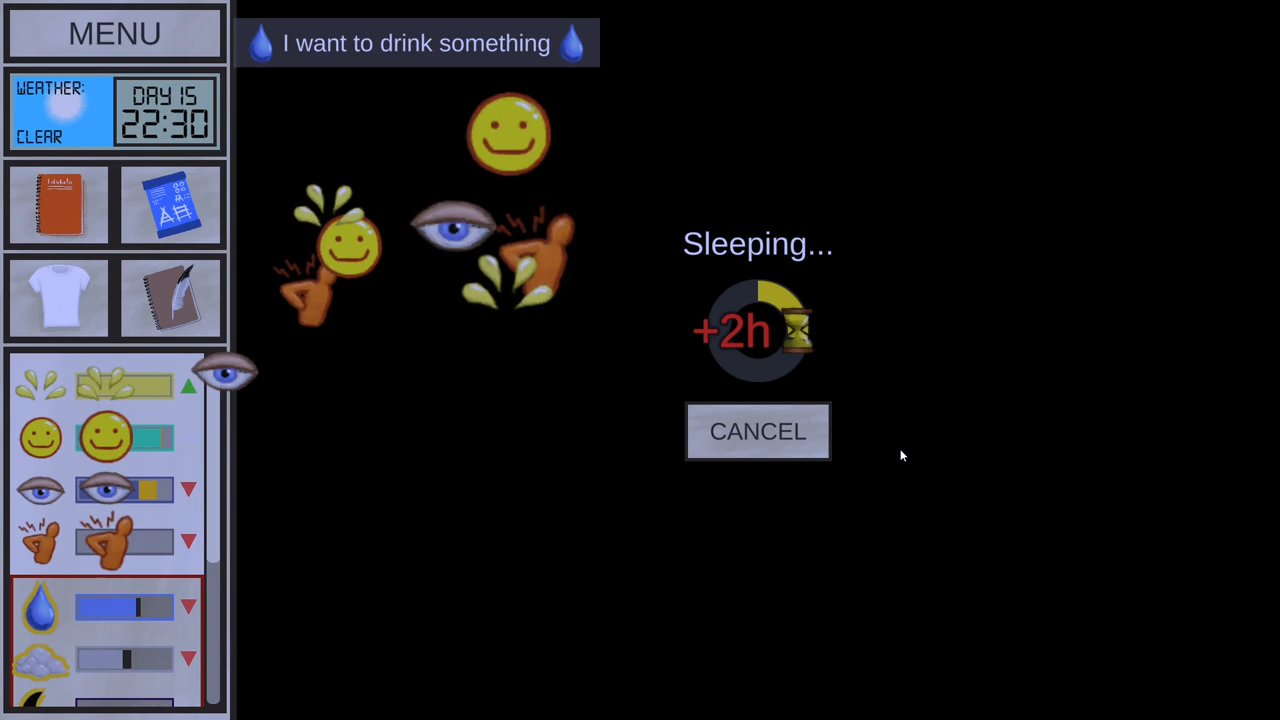 MENU
I want to drink something
WEATHER:
CLEAR
DAY 15
22:30
Sleeping...
+2h
CANCEL